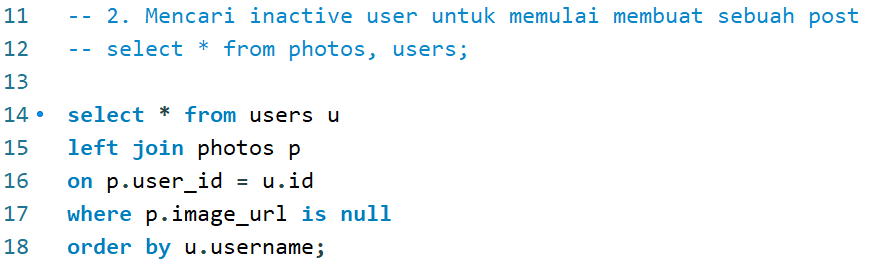 11 -- 2. Mencari inactive user untuk memulai membuat sebuah post
12 -- select * from photos, users;
13
14 select * from users u
15 left join photos p
16 on p.user_id = u.id
17 where p.image_url is null
18 order by u.username;